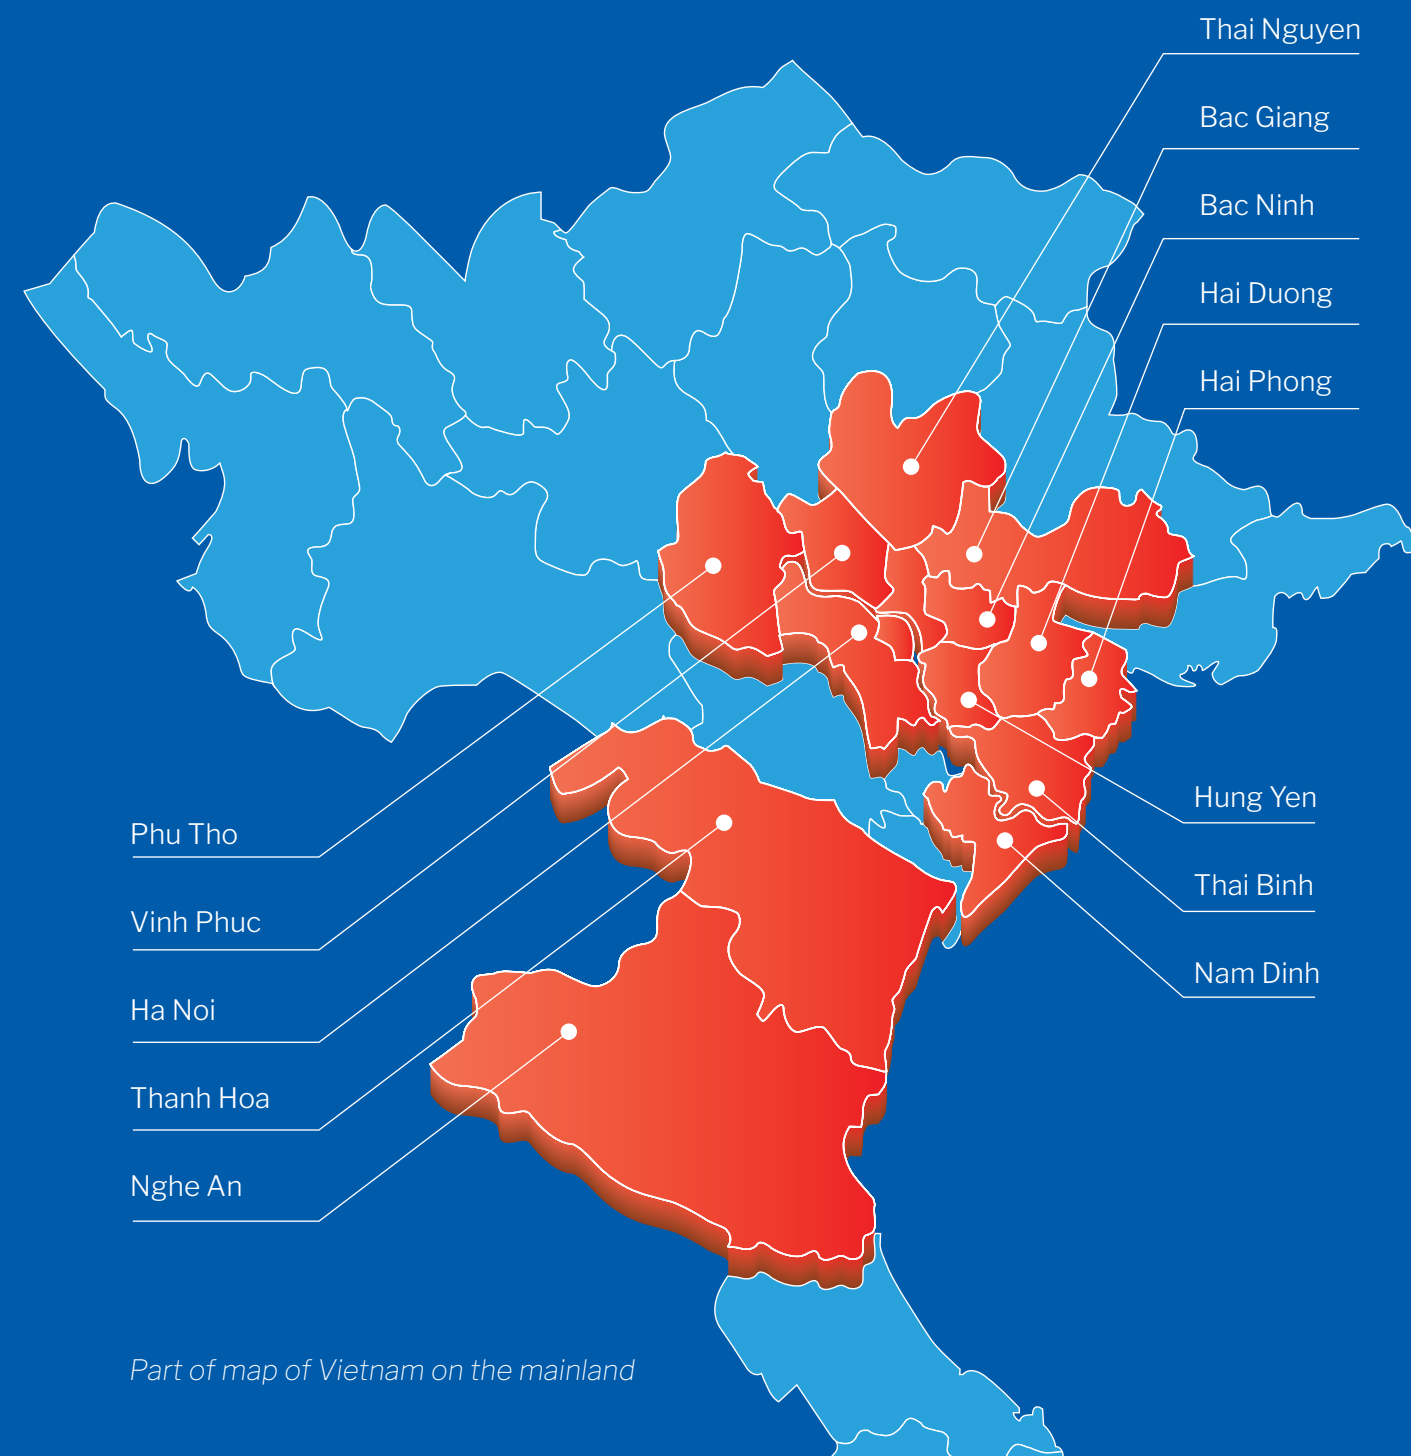 Thai Nguyen
Bac Giang
Bac Ninh
Hai Duong
Hai Phong
Hung Yen
Thai Binh
Nam Dinh
Phu Tho
Vinh Phuc
Ha Noi
Thanh Hoa
Nghe An
Part of map of Vietnam on the mainland